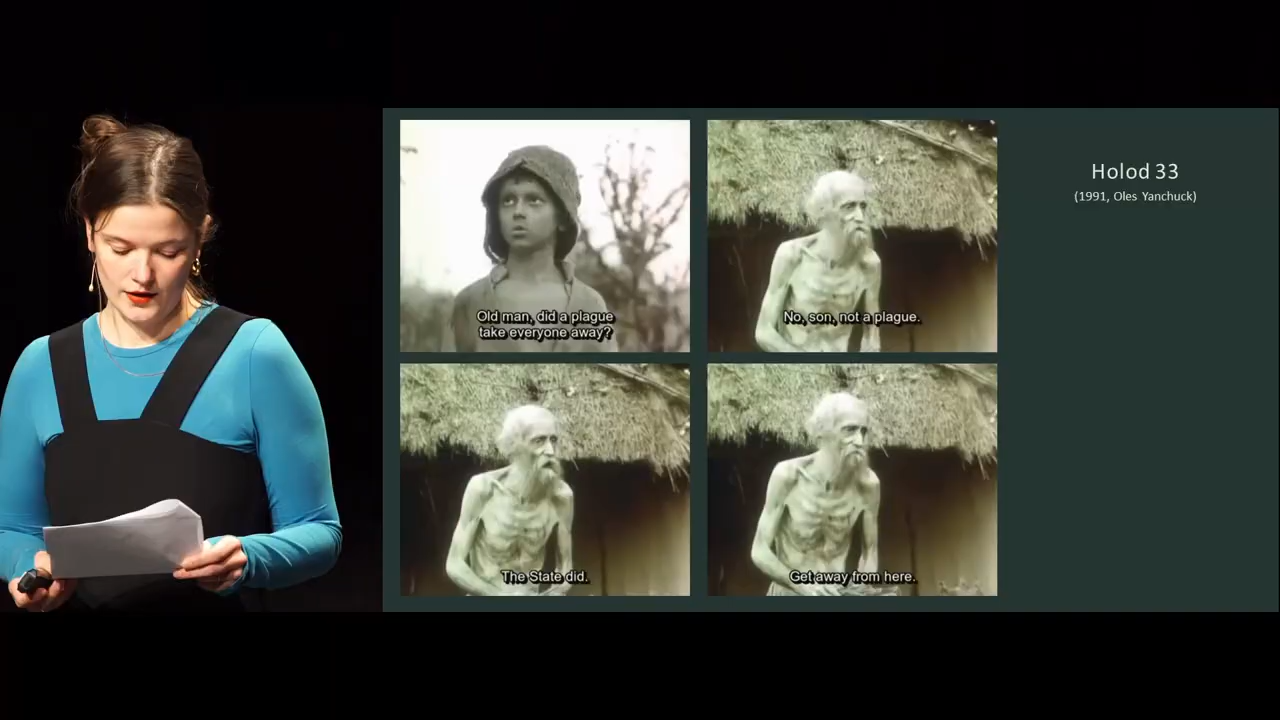 Old man, did a plague
take everyone away?
No, son, not a plague.
The State did.
Get away from here.
Holod 33
(1991, Oles Yanchuck)